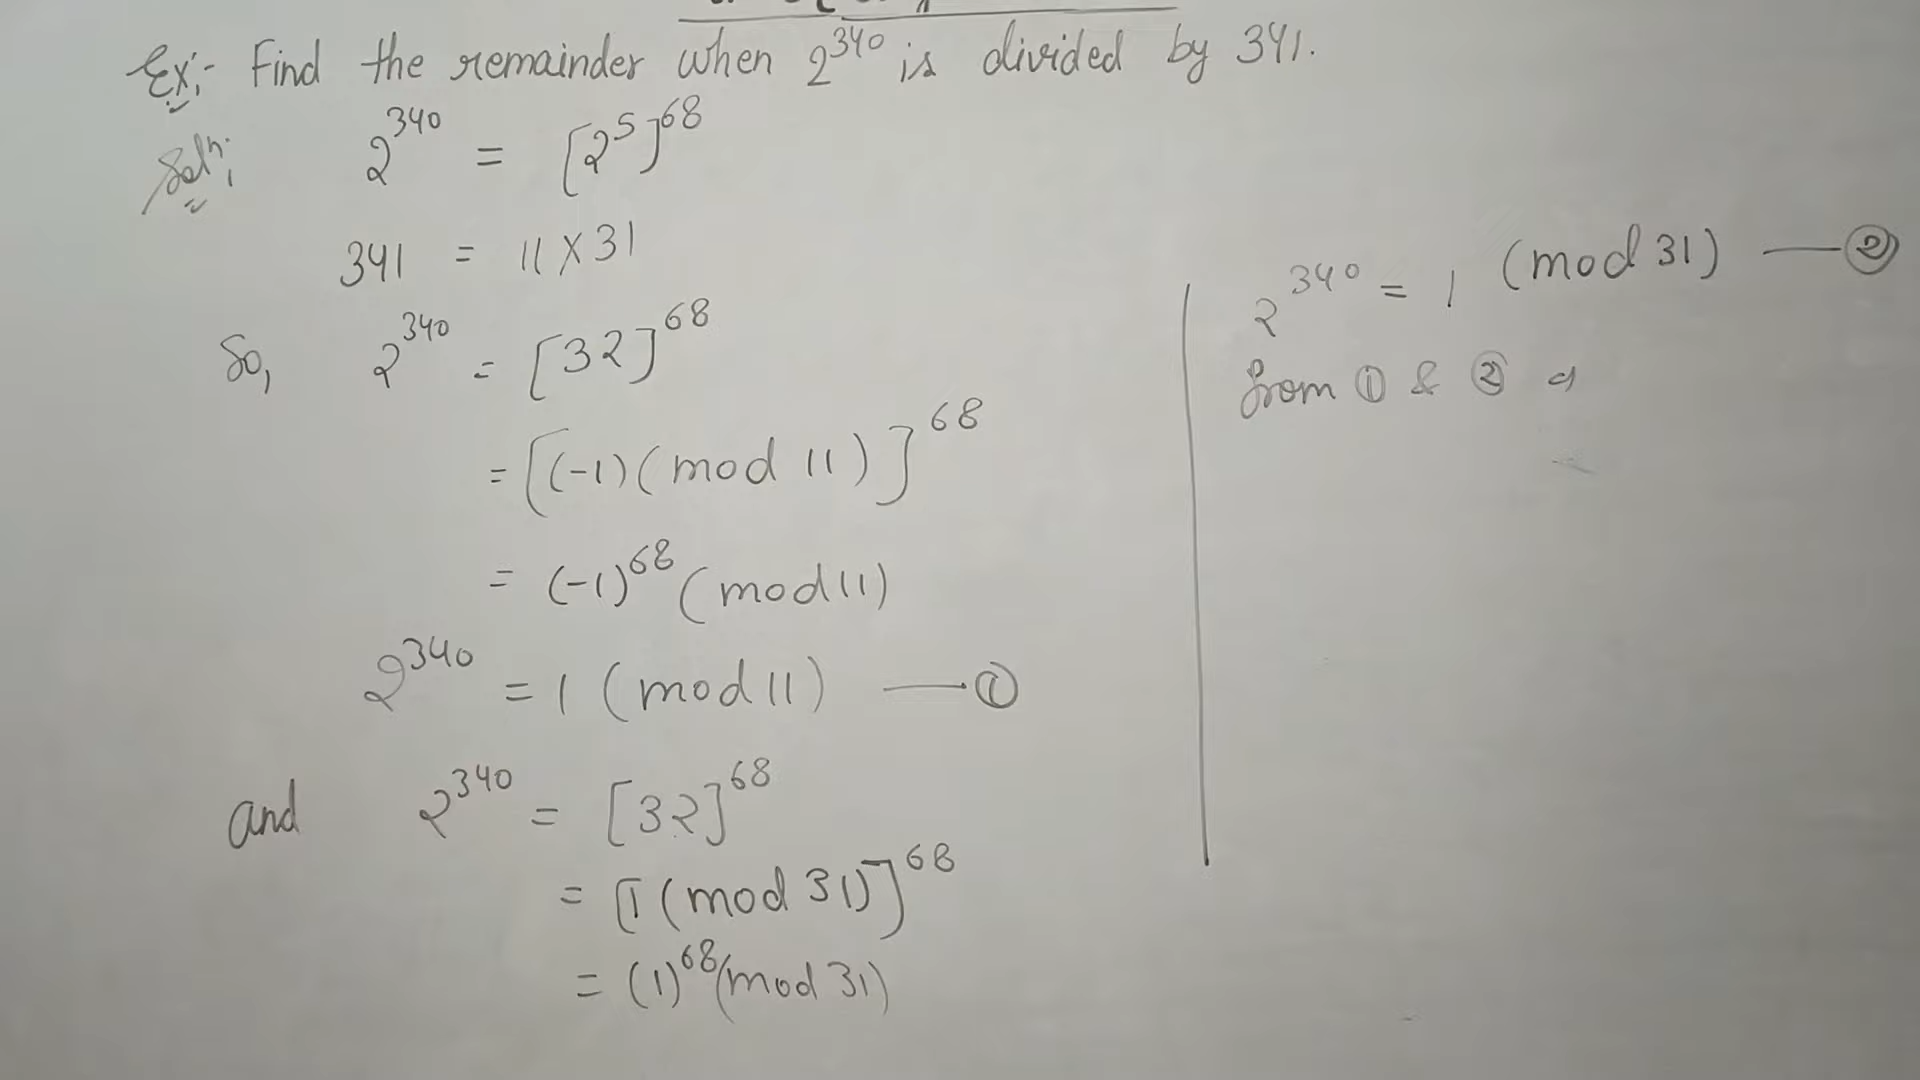 Ex:- Find the remainder when 2^340 is divided by 341.
Solⁿ: 2^340 = [2^5]^68
341 = 11 X 31
So, 2^340 = [32]^68
= [(-1)(mod 11)]^68
= (-1)^68 (mod 11)
2^340 = 1 (mod 11) —①
and 2^340 = [32]^68
= [1 (mod 31)]^68
= (1)^68 (mod 31)
2^340 = 1 (mod 31) —②
from ① & ②